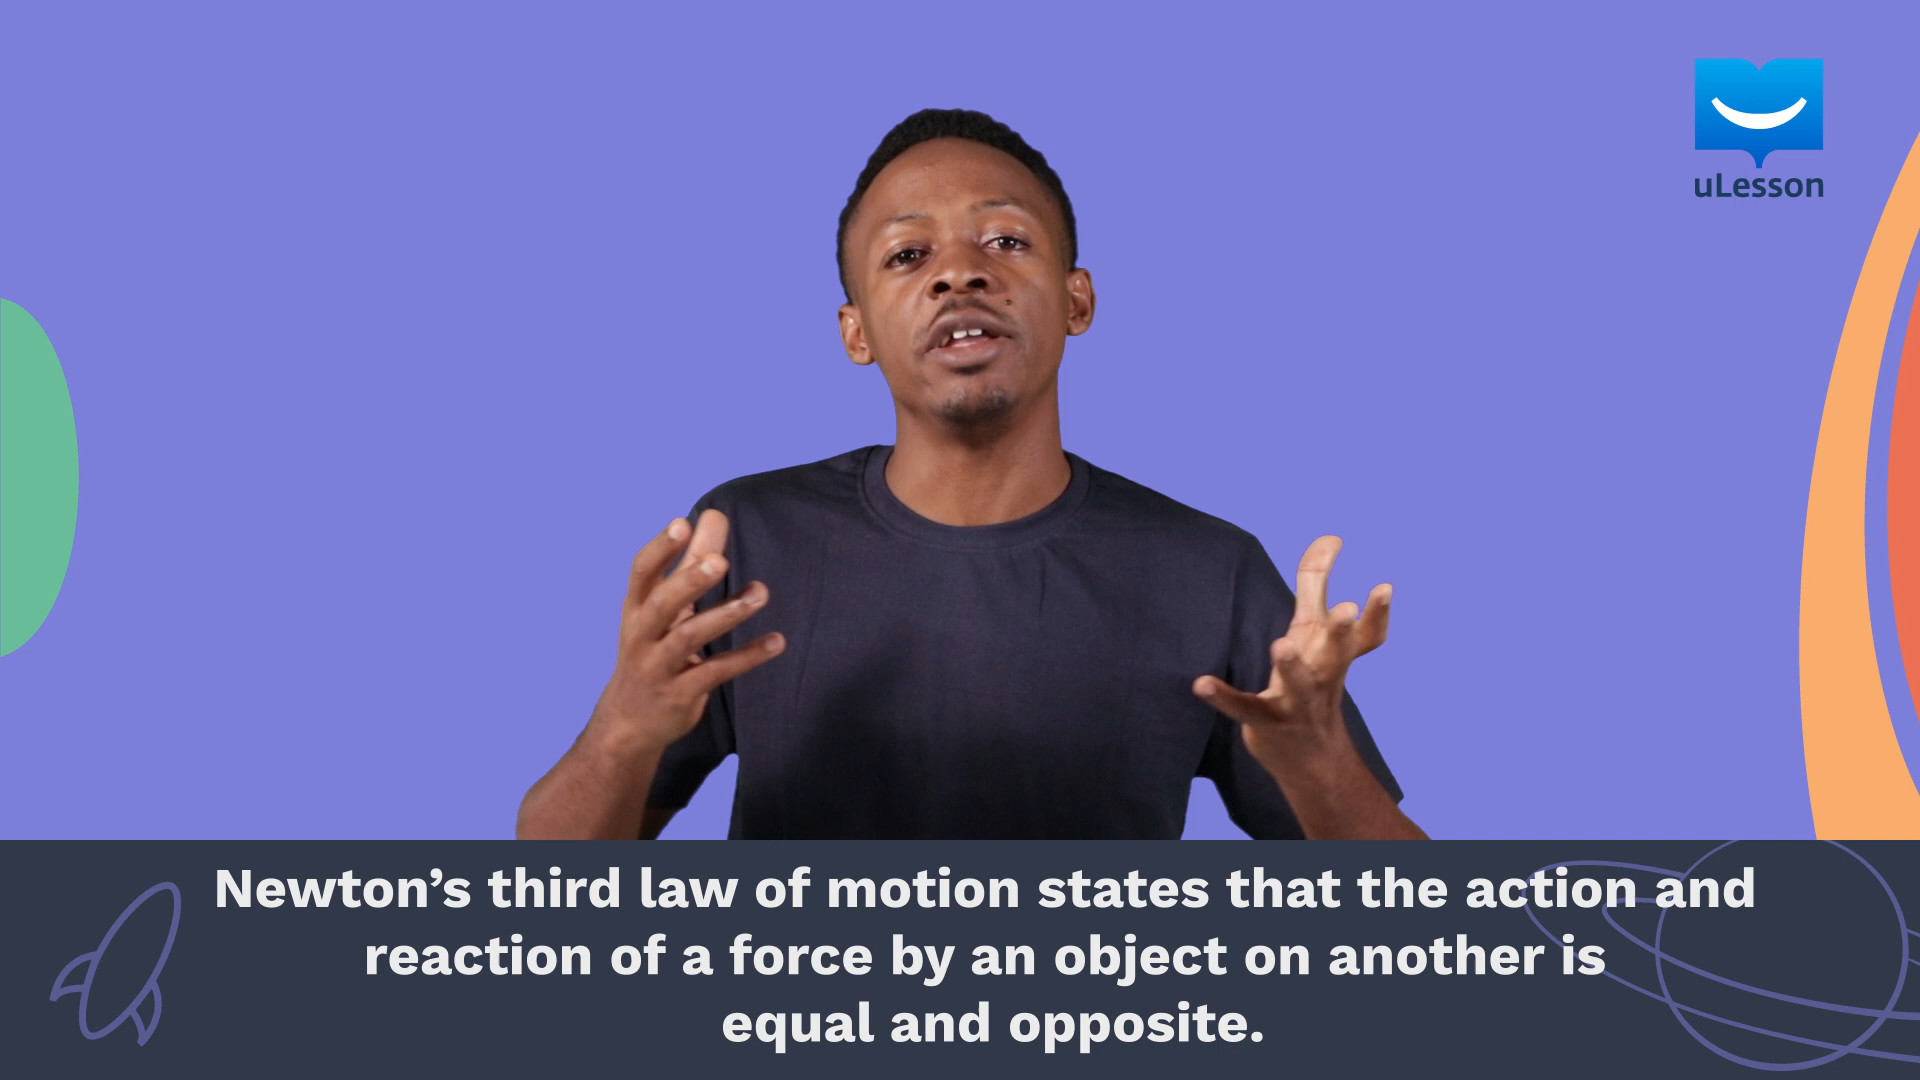 uLesson
Newton’s third law of motion states that the action and
reaction of a force by an object on another is
equal and opposite.